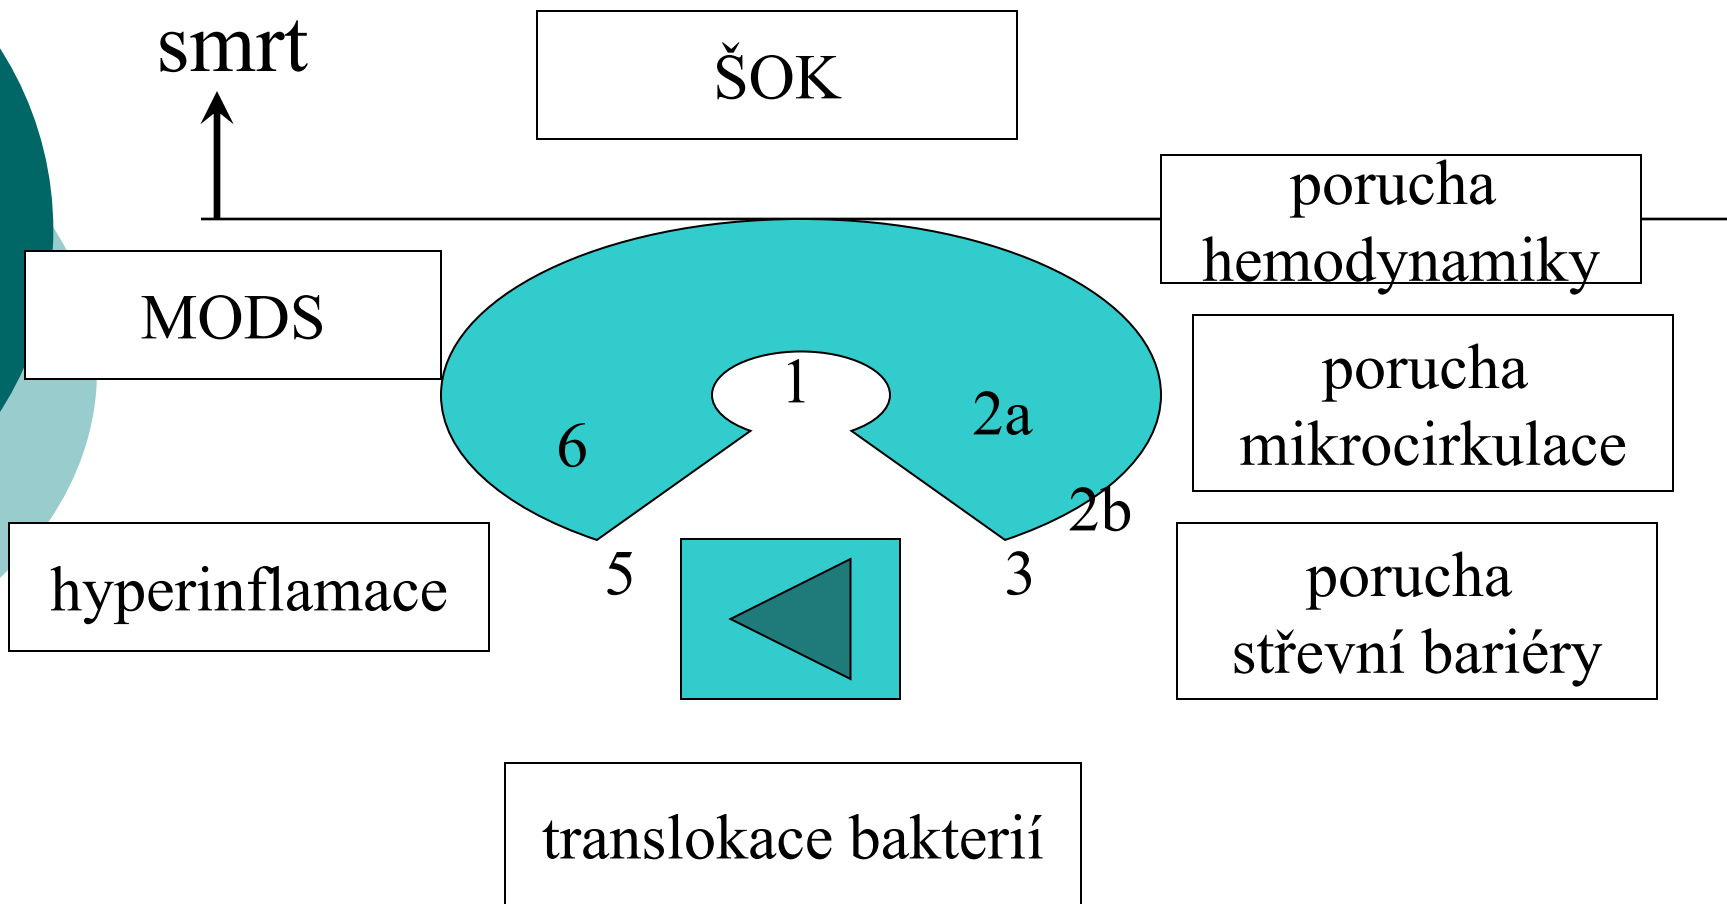 smrt
ŠOK
porucha
hemodynamiky
MODS
porucha
mikrocirkulace
1
2a
6
2b
hyperinflamace
5
3
porucha
střevní bariéry
translokace bakterií